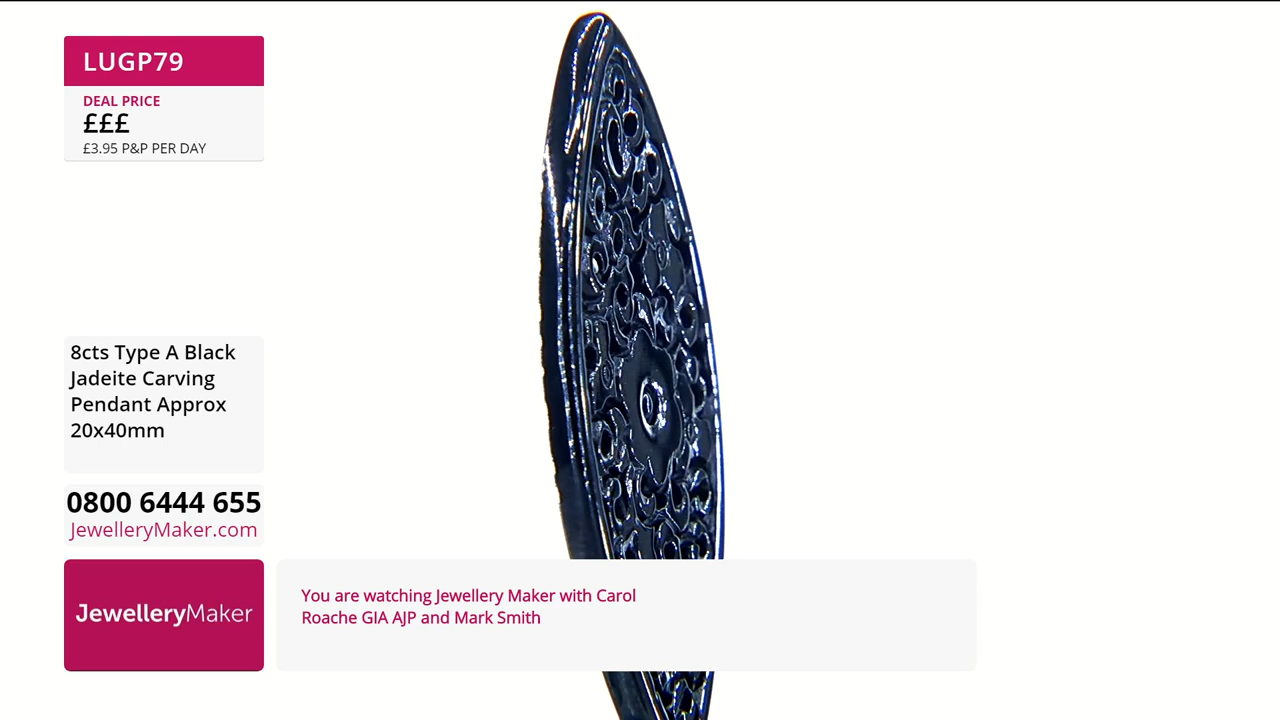 LUGP79
DEAL PRICE
£££
£3.95 P&P PER DAY
8cts Type A Black
Jadeite Carving
Pendant Approx
20x40mm
0800 6444 655
JewelleryMaker.com
JewelleryMaker
You are watching Jewellery Maker with Carol
Roache GIA AJP and Mark Smith